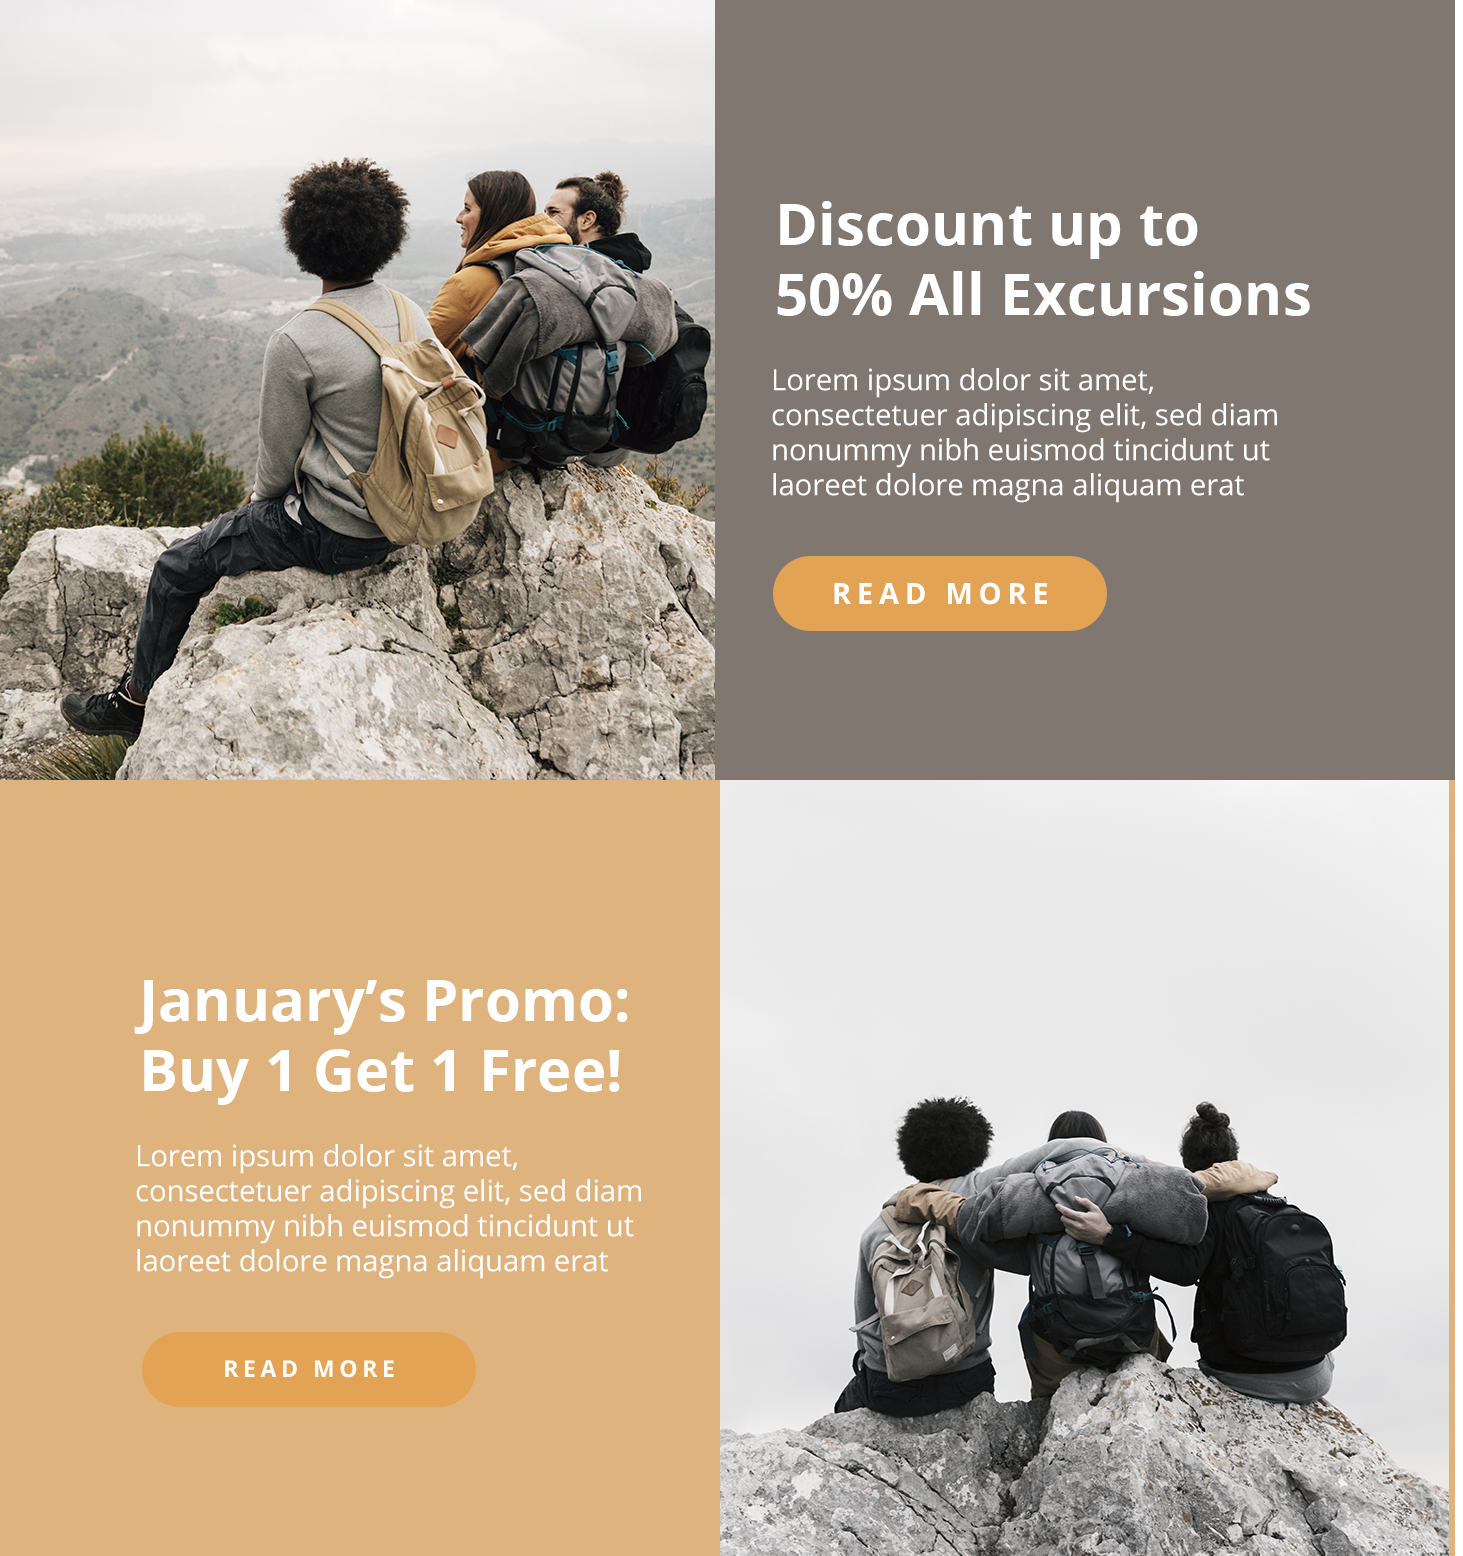 Discount up to
50% All Excursions
Lorem ipsum dolor sit amet,
consectetuer adipiscing elit, sed diam
nonummy nibh euismod tincidunt ut
laoreet dolore magna aliquam erat
READ MORE
January’s Promo:
Buy 1 Get 1 Free!
Lorem ipsum dolor sit amet,
consectetuer adipiscing elit, sed diam
nonummy nibh euismod tincidunt ut
laoreet dolore magna aliquam erat
READ MORE